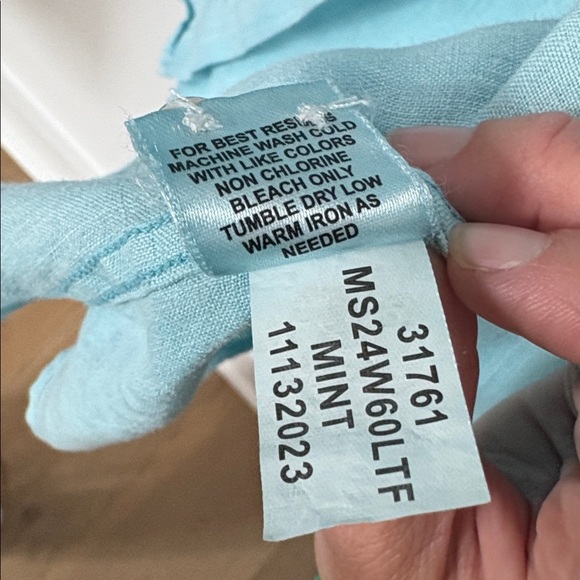 FOR BEST RESULTS
MACHINE WASH COLD
WITH LIKE COLORS
NON CHLORINE
BLEACH ONLY
TUMBLE DRY LOW
WARM IRON AS
NEEDED
31761
MS24W60LTF
MINT
11132023